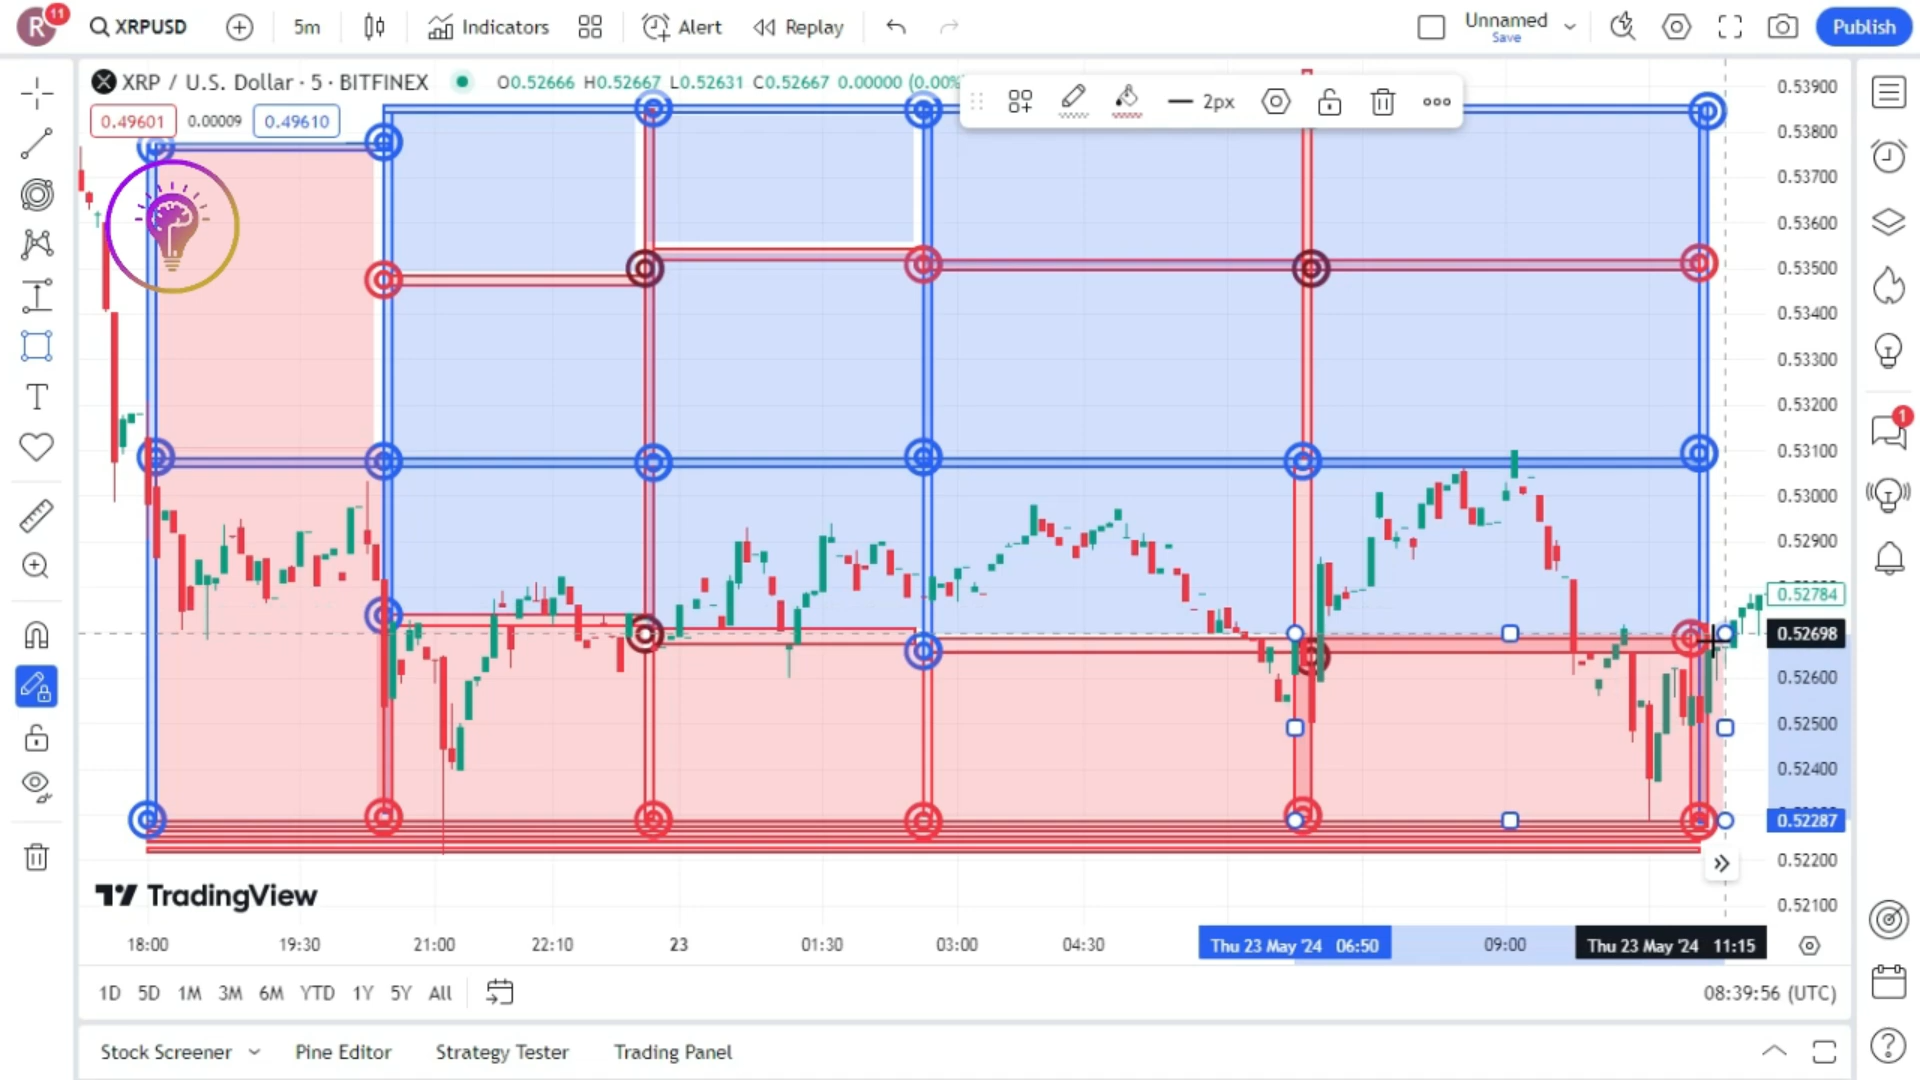 R 11 XRPUSD 5m Indicators Alert Replay Unnamed Save Publish
XRP / U.S. Dollar · 5 · BITFINEX O0.52666 H0.52667 L0.52631 C0.52667 0.00000 (0.00%
2px
0.49601 0.00009 0.49610
0.53900
0.53800
0.53700
0.53600
0.53500
0.53400
0.53300
0.53200
0.53100
0.53000
0.52900
0.52784
0.52698
0.52600
0.52500
0.52400
0.52287
0.52200
0.52100
1
TradingView
18:00 19:30 21:00 22:10 23 01:30 03:00 04:30 Thu 23 May '24 06:50 09:00 Thu 23 May '24 11:15
1D 5D 1M 3M 6M YTD 1Y 5Y All 08:39:56 (UTC)
Stock Screener Pine Editor Strategy Tester Trading Panel